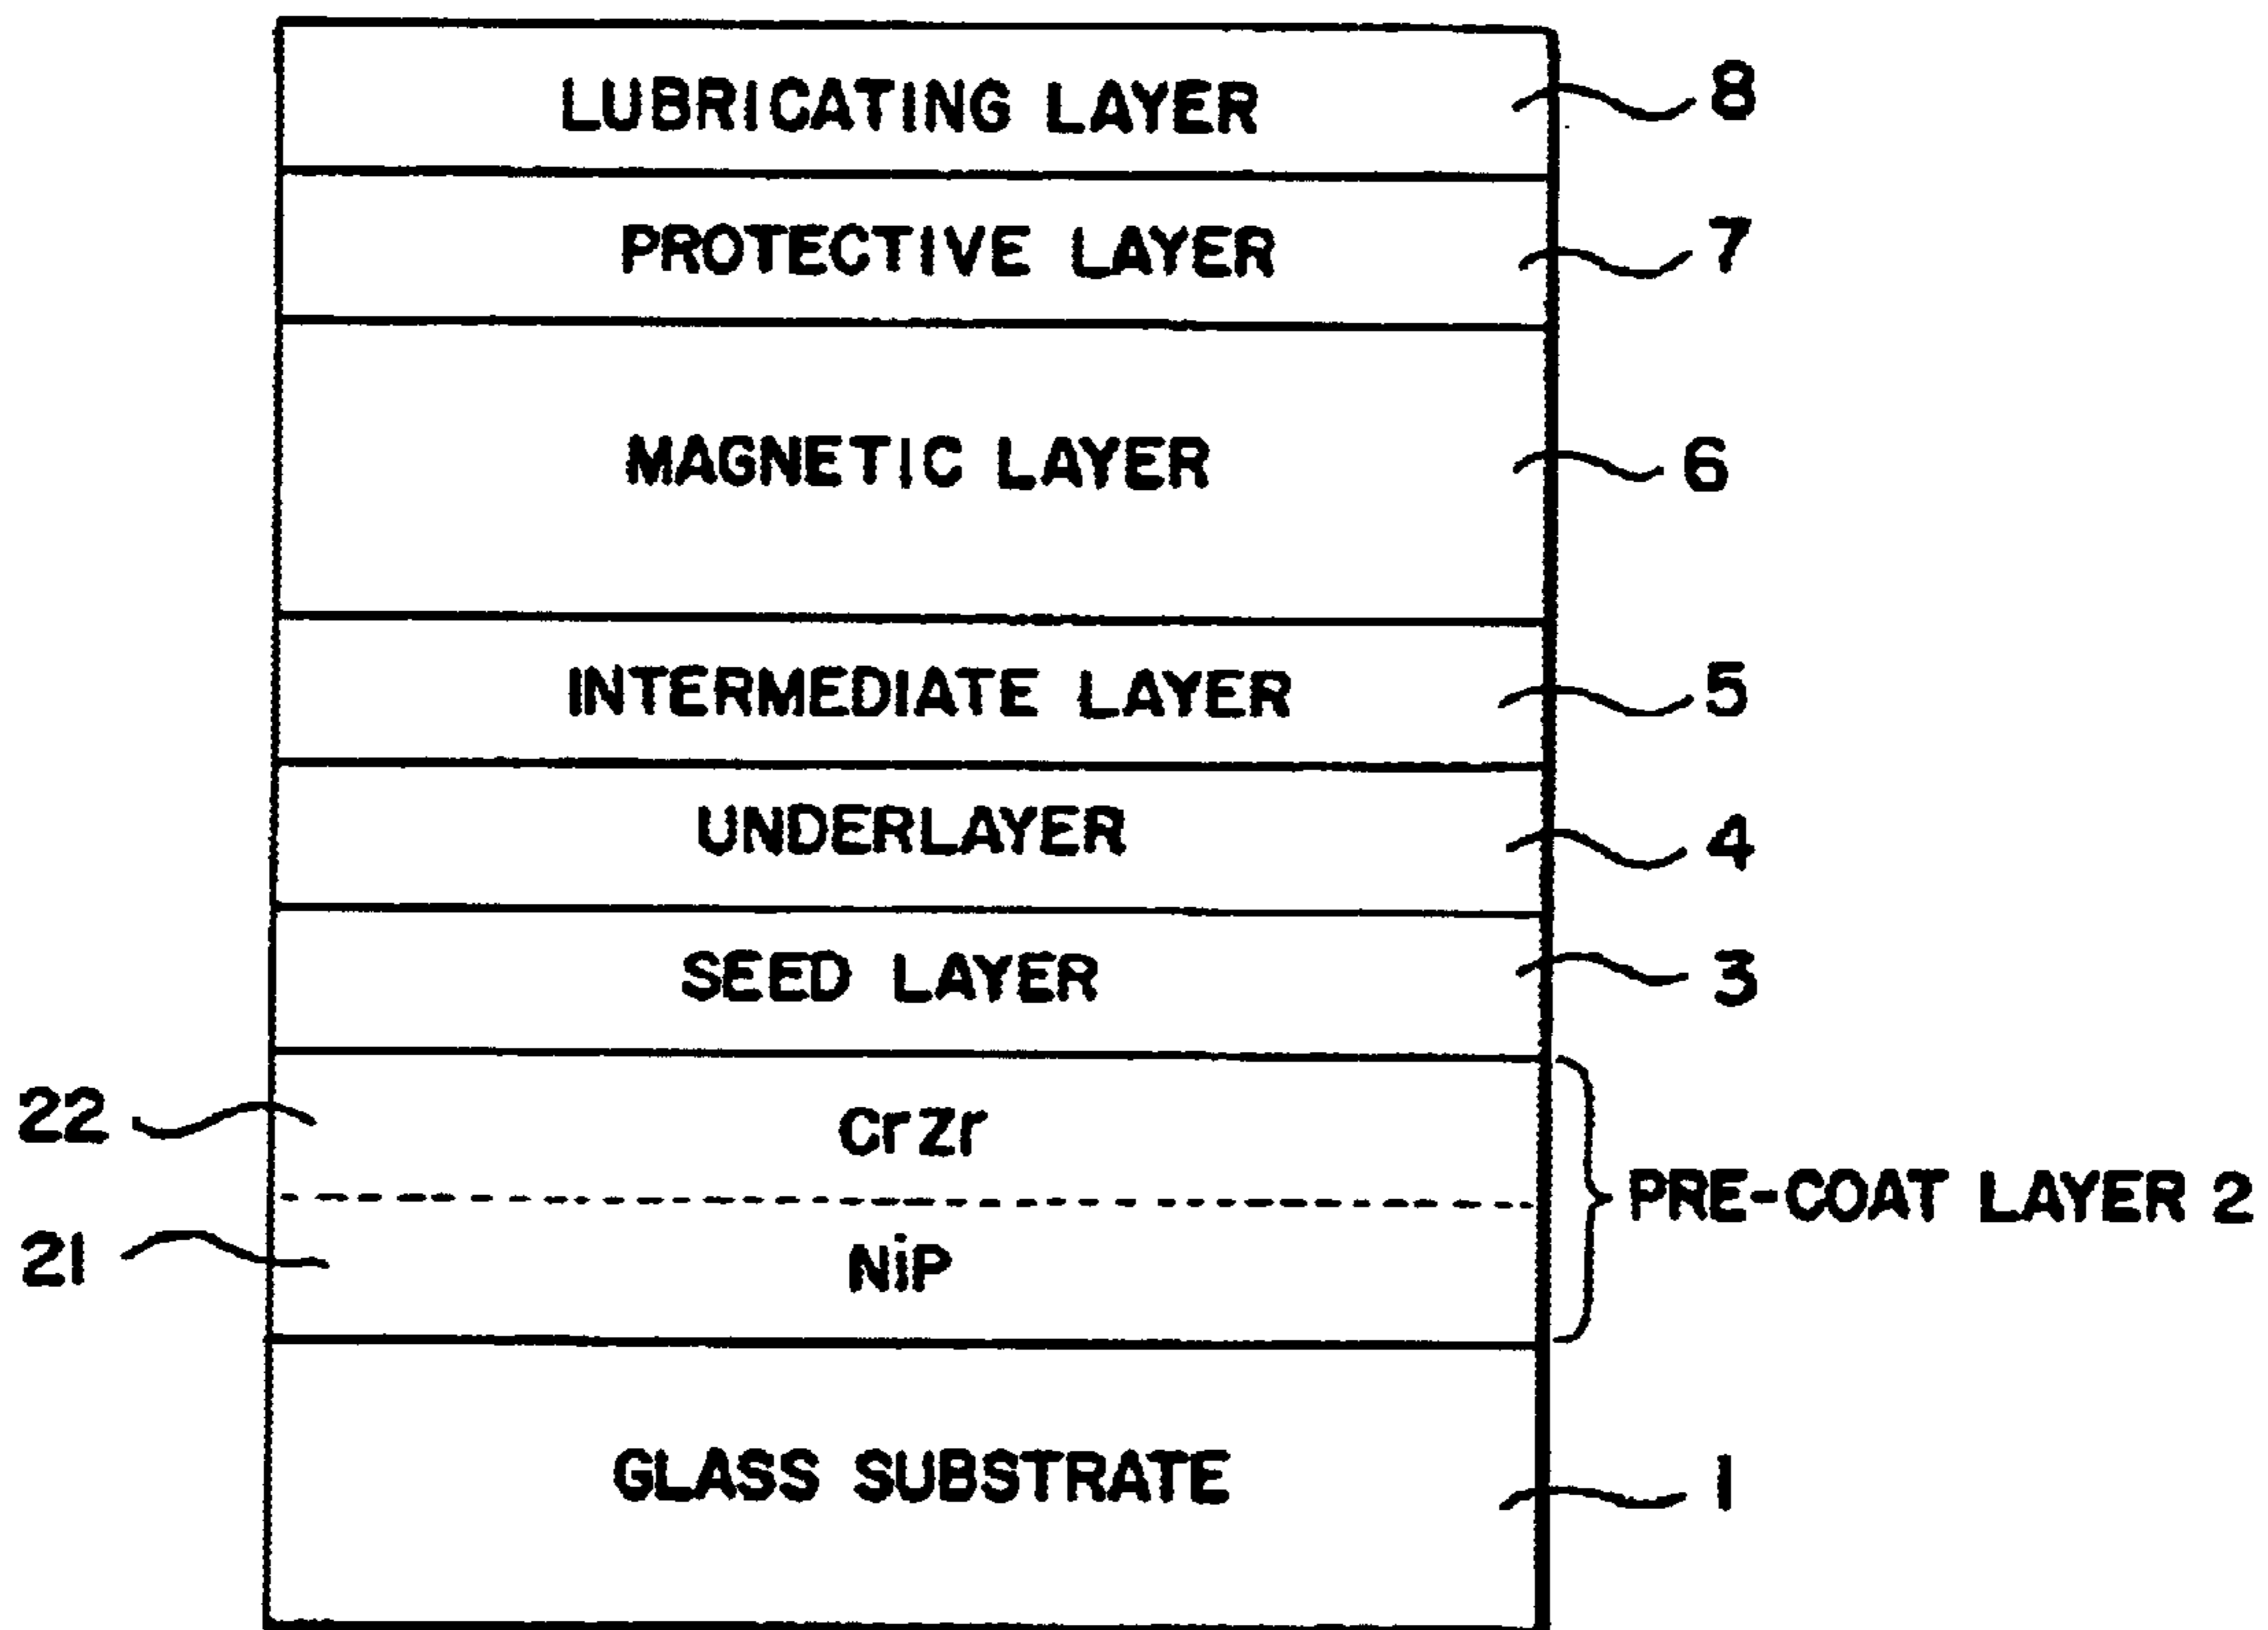 LUBRICATING LAYER 8
PROTECTIVE LAYER 7
MAGNETIC LAYER 6
INTERMEDIATE LAYER 5
UNDERLAYER 4
SEED LAYER 3
22 CrZr
PRE-COAT LAYER 2
21 NiP
GLASS SUBSTRATE 1